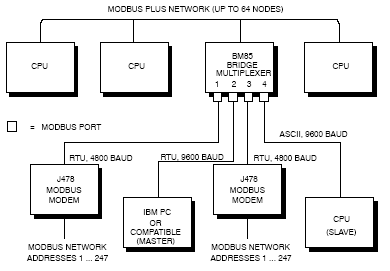 MODBUS PLUS NETWORK (UP TO 64 NODES)
CPU
CPU
BM85
BRIDGE
MULTIPLEXER
1 2 3 4
CPU
= MODBUS PORT
ASCII, 9600 BAUD
RTU, 4800 BAUD
RTU, 9600 BAUD
RTU, 4800 BAUD
J478
MODBUS
MODEM
IBM PC
OR
COMPATIBLE
(MASTER)
J478
MODBUS
MODEM
CPU
(SLAVE)
MODBUS NETWORK
ADDRESSES 1 ... 247
MODBUS NETWORK
ADDRESSES 1 ... 247